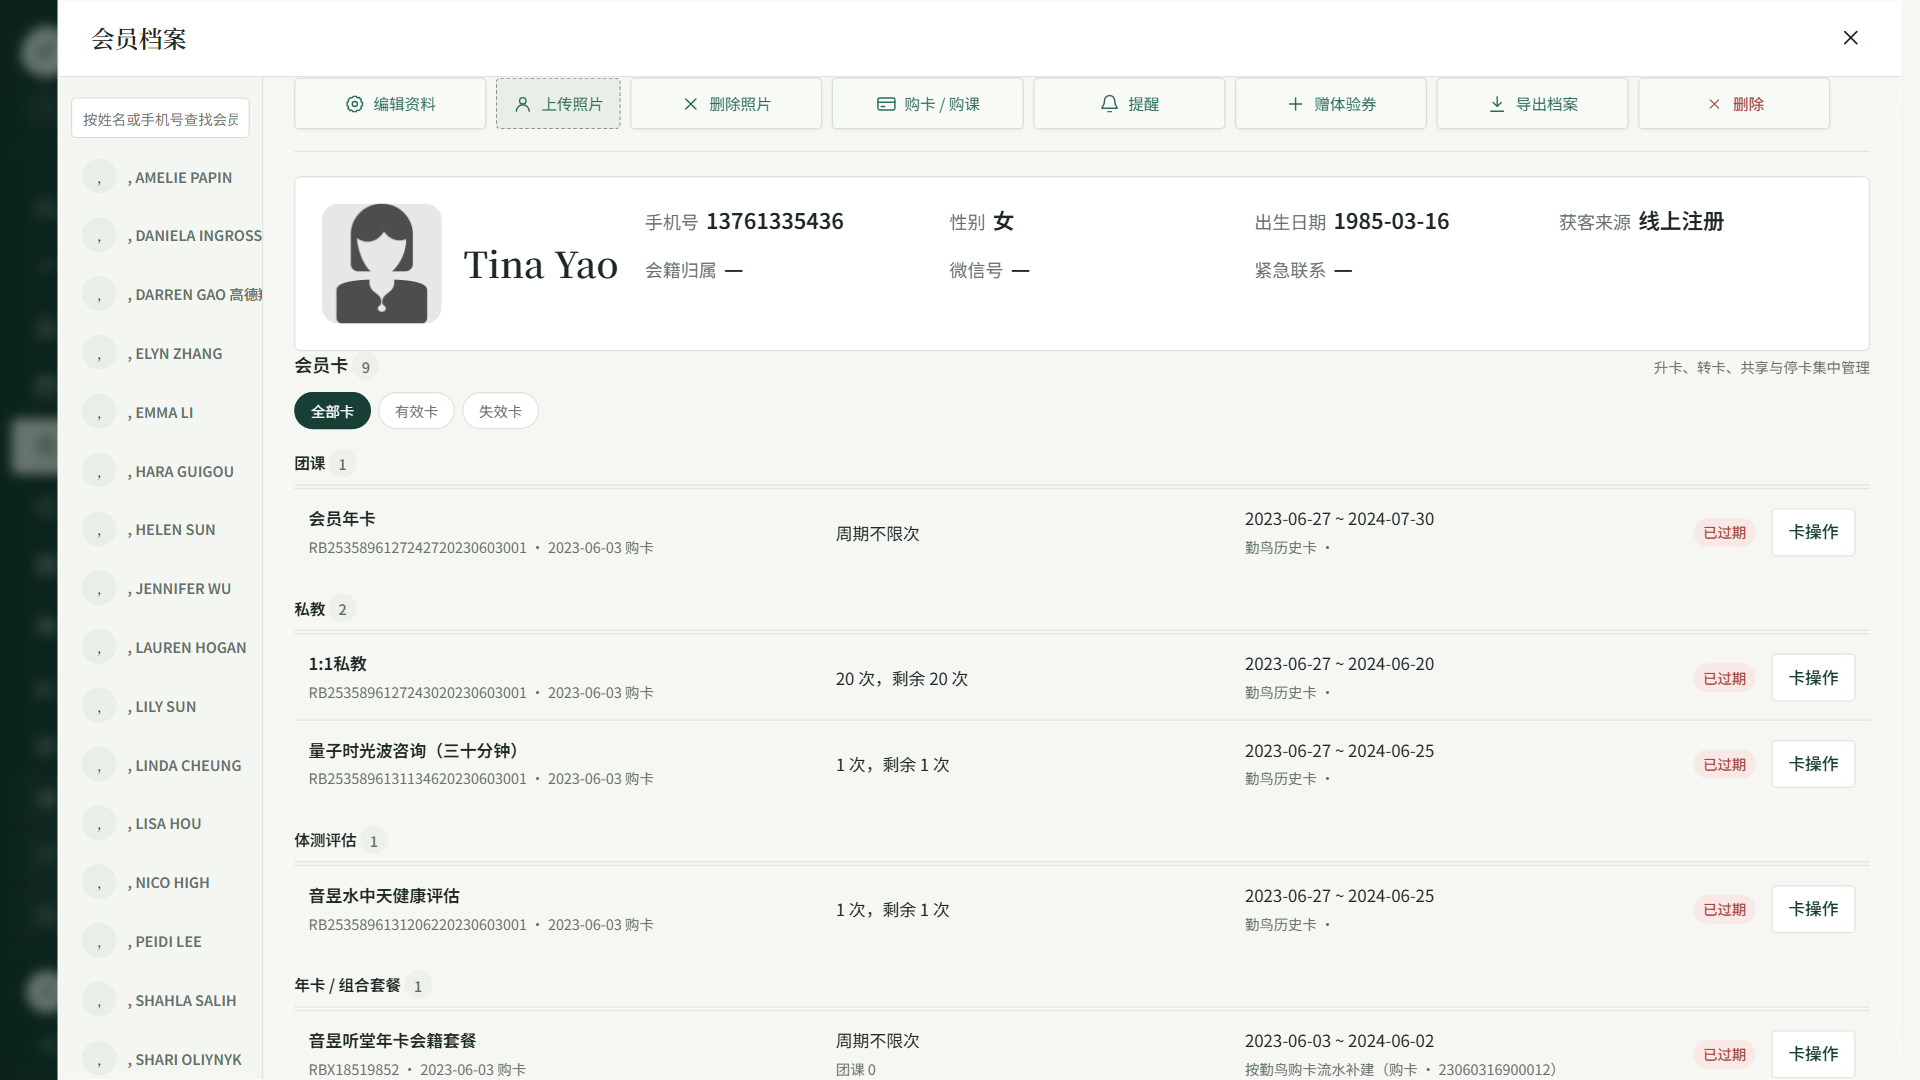 会员档案
按姓名或手机号查找会员
, , AMELIE PAPIN
, , DANIELA INGROSS
, , DARREN GAO 高德
, , ELYN ZHANG
, , EMMA LI
, , HARA GUIGOU
, , HELEN SUN
, , JENNIFER WU
, , LAUREN HOGAN
, , LILY SUN
, , LINDA CHEUNG
, , LISA HOU
, , NICO HIGH
, , PEIDI LEE
, , SHAHLA SALIH
, , SHARI OLIYNYK
编辑资料 上传照片 删除照片 购卡 / 购课 提醒 赠体验券 导出档案 删除
Tina Yao
手机号 13761335436 性别 女 出生日期 1985-03-16 获客来源 线上注册
会籍归属 — 微信号 — 紧急联系 —
会员卡 9 升卡、转卡、共享与停卡集中管理
全部卡 有效卡 失效卡
团课 1
会员年卡 周期不限次 2023-06-27 ~ 2024-07-30 已过期 卡操作
RB25358961272427202306030​01 • 2023-06-03 购卡 勤鸟历史卡 •
私教 2
1:1私教 20 次，剩余 20 次 2023-06-27 ~ 2024-06-20 已过期 卡操作
RB2535896127243020230603001 • 2023-06-03 购卡 勤鸟历史卡 •
量子时光波咨询（三十分钟） 1 次，剩余 1 次 2023-06-27 ~ 2024-06-25 已过期 卡操作
RB2535896131134620230603001 • 2023-06-03 购卡 勤鸟历史卡 •
体测评估 1
音昱水中天健康评估 1 次，剩余 1 次 2023-06-27 ~ 2024-06-25 已过期 卡操作
RB2535896131206220230603001 • 2023-06-03 购卡 勤鸟历史卡 •
年卡 / 组合套餐 1
音昱听堂年卡会籍套餐 周期不限次 2023-06-03 ~ 2024-06-02 已过期 卡操作
RBX18519852 • 2023-06-03 购卡 团课 0 按勤鸟购卡流水补建（购卡 • 23060316900012）